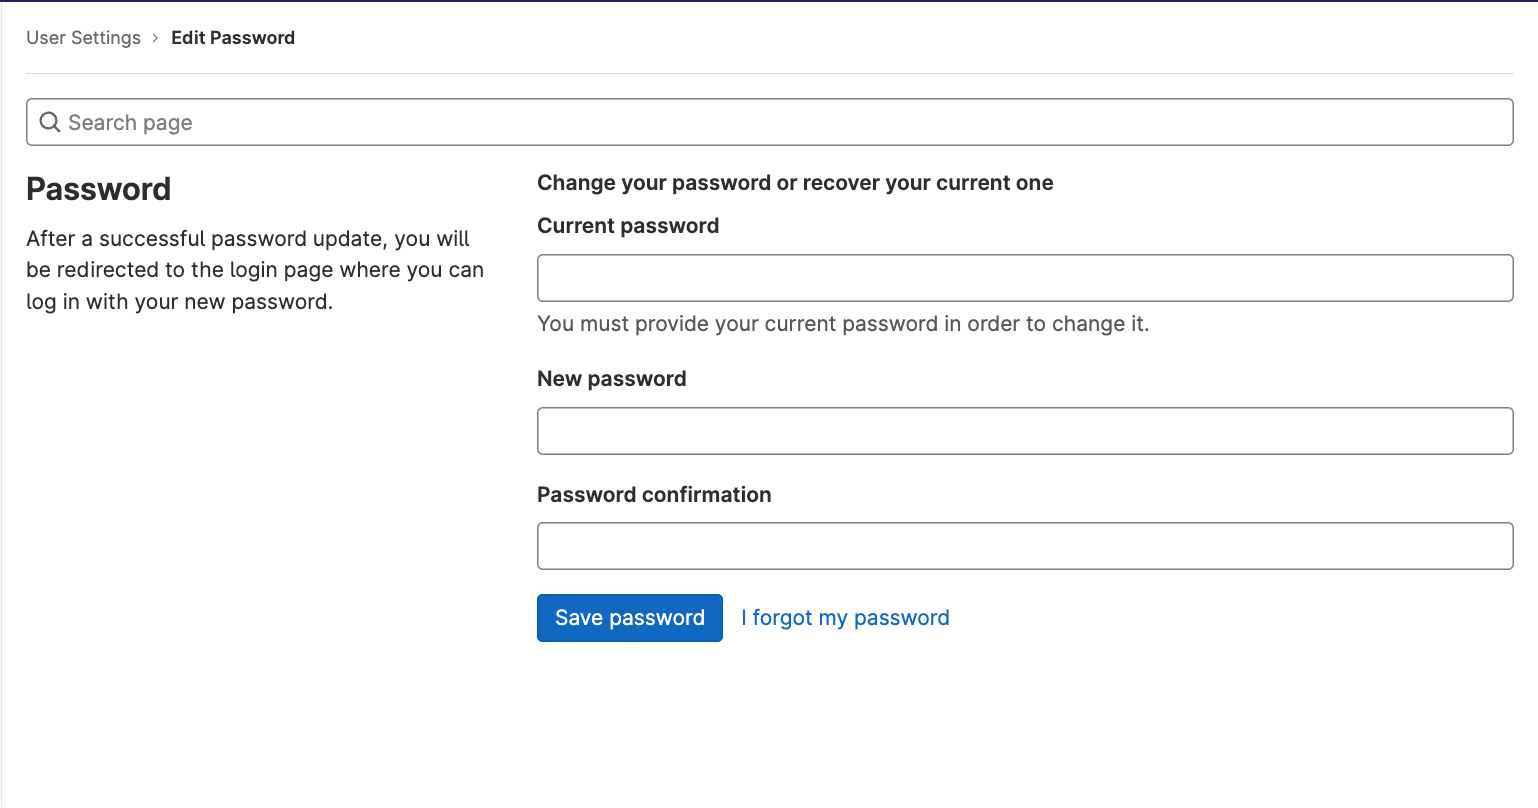 User Settings > Edit Password
Search page
Password
After a successful password update, you will
be redirected to the login page where you can
log in with your new password.
Change your password or recover your current one
Current password
You must provide your current password in order to change it.
New password
Password confirmation
Save password I forgot my password